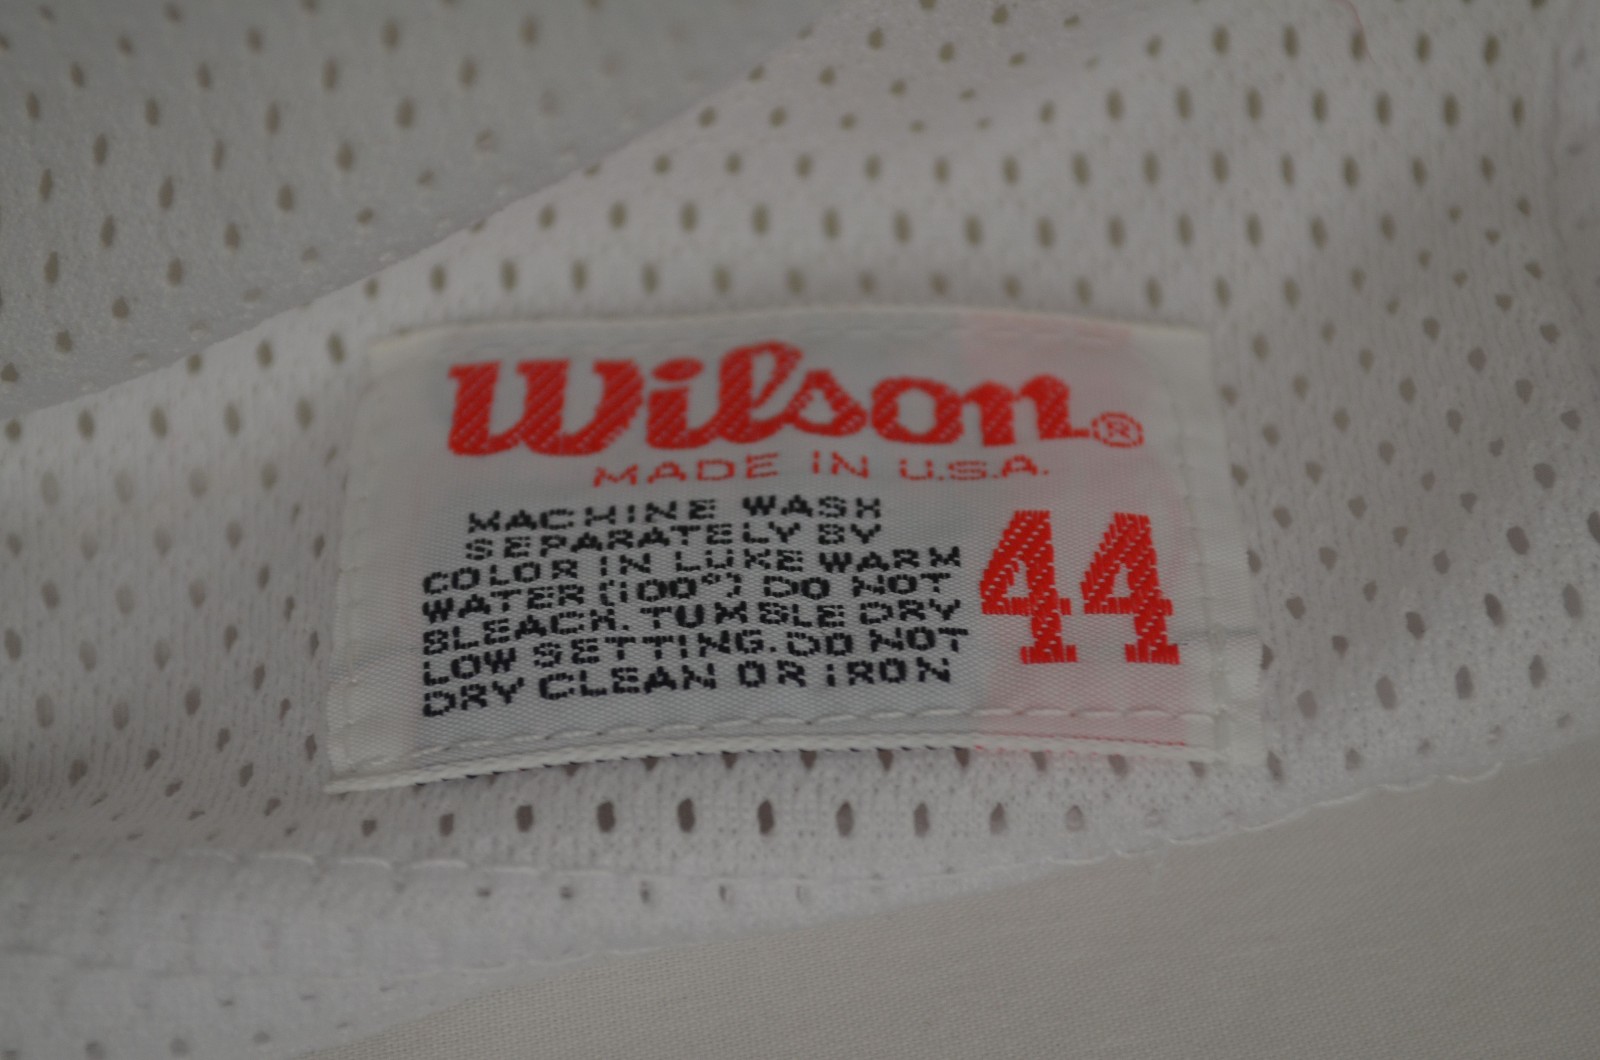 Wilson®
MADE IN U.S.A.
MACHINE WASH
SEPARATELY BY
COLOR IN LUKE WARM
WATER (100°) DO NOT
BLEACH. TUMBLE DRY
LOW SETTING. DO NOT
DRY CLEAN OR IRON
44